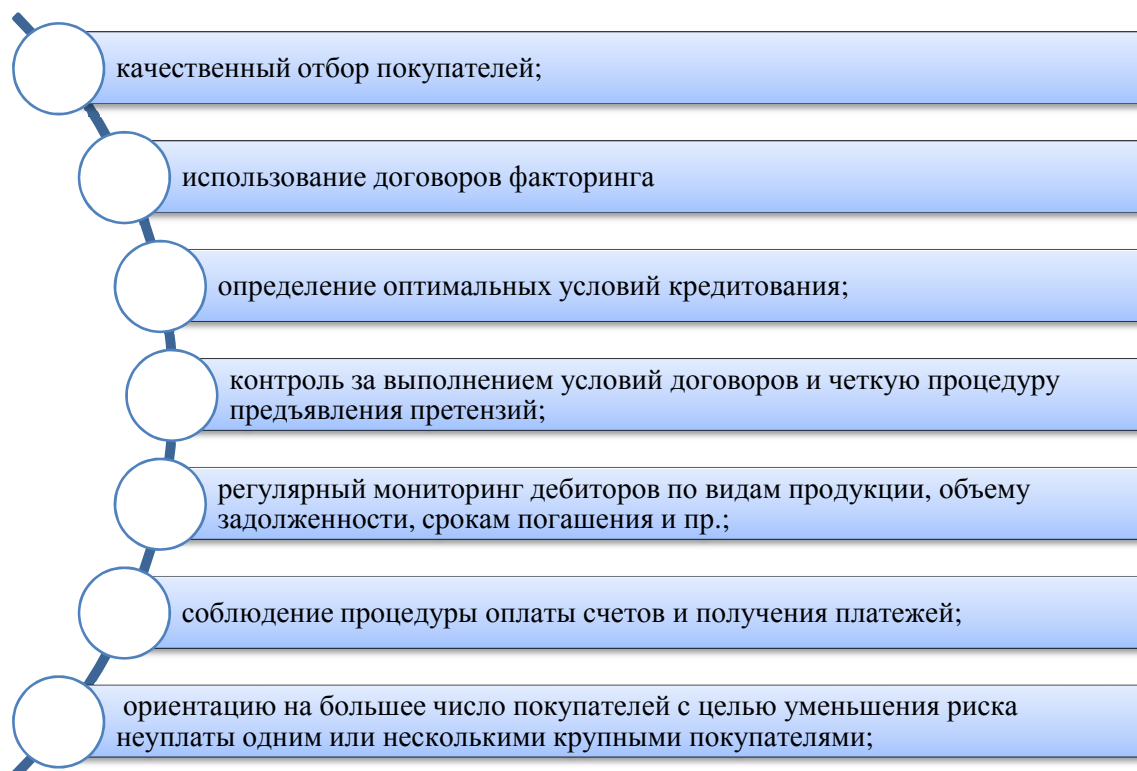 качественный отбор покупателей;
использование договоров факторинга
определение оптимальных условий кредитования;
контроль за выполнением условий договоров и четкую процедуру
предъявления претензий;
регулярный мониторинг дебиторов по видам продукции, объему
задолженности, срокам погашения и пр.;
соблюдение процедуры оплаты счетов и получения платежей;
ориентацию на большее число покупателей с целью уменьшения риска
неуплаты одним или несколькими крупными покупателями;